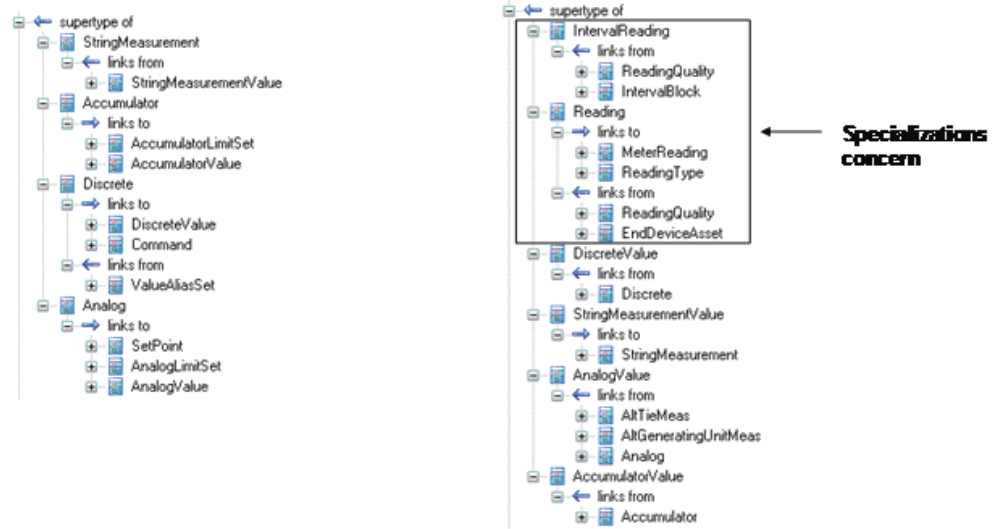 supertype of
StringMeasurement
links from
StringMeasurementValue
Accumulator
links to
AccumulatorLimitSet
AccumulatorValue
Discrete
links to
DiscreteValue
Command
links from
ValueAliasSet
Analog
links to
SetPoint
AnalogLimitSet
AnalogValue
supertype of
IntervalReading
links from
ReadingQuality
IntervalBlock
Reading
links to
MeterReading
ReadingType
links from
ReadingQuality
EndDeviceAsset
DiscreteValue
links from
Discrete
StringMeasurementValue
links to
StringMeasurement
AnalogValue
links from
AltTieMeas
AltGeneratingUnitMeas
Analog
AccumulatorValue
links from
Accumulator
Specializations
concern